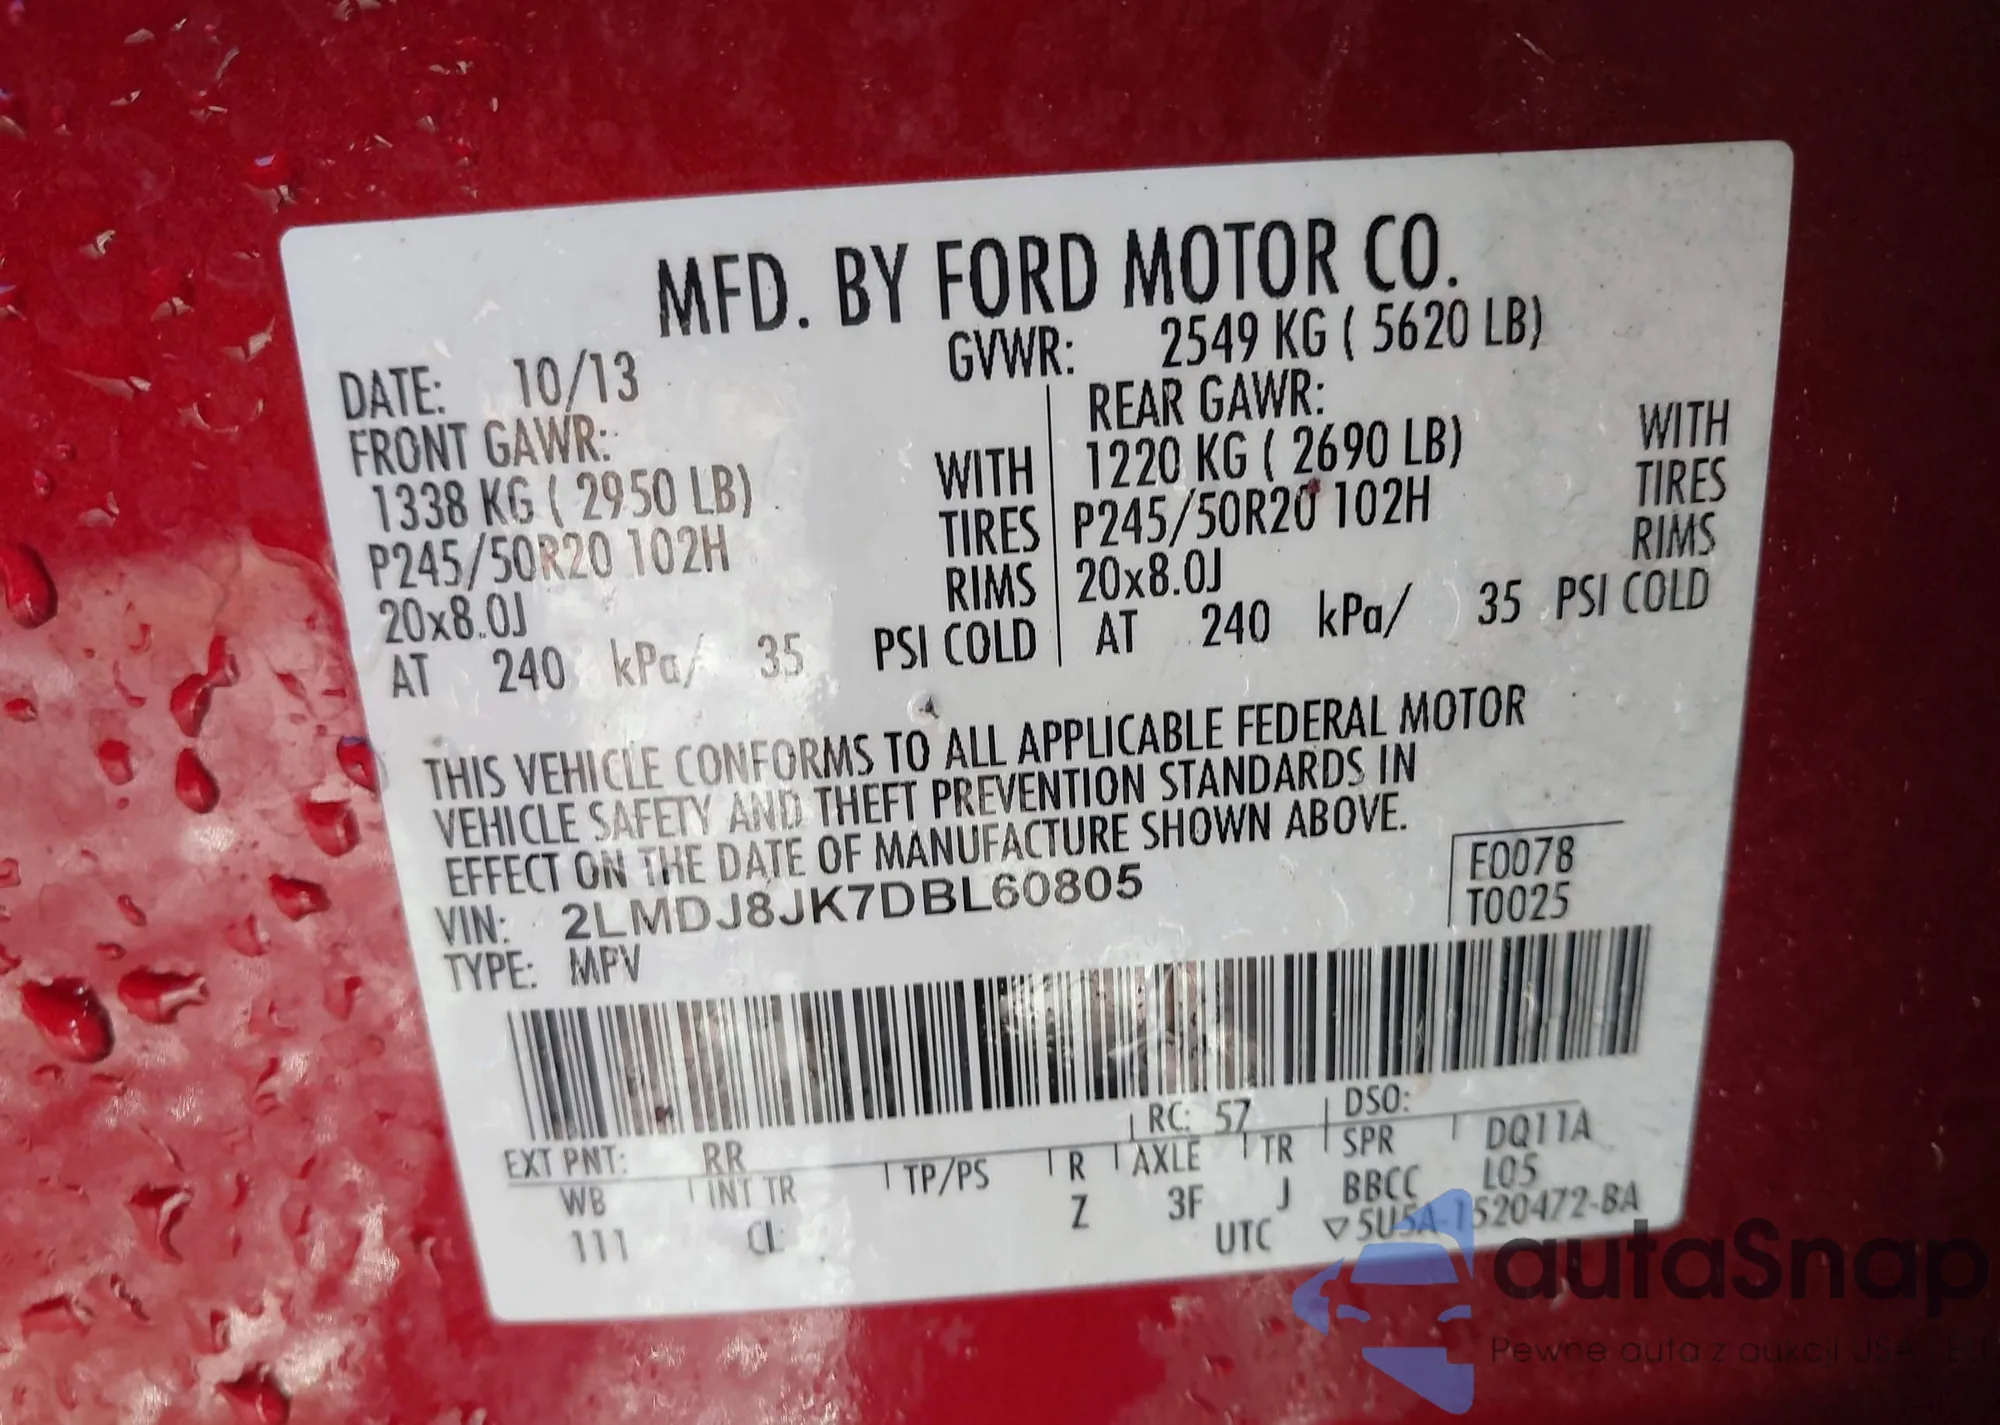 MFD. BY FORD MOTOR CO.
DATE: 10/13 GVWR: 2549 KG ( 5620 LB)
FRONT GAWR: REAR GAWR:
1338 KG ( 2950 LB) WITH 1220 KG ( 2690 LB) WITH
P245/50R20 102H TIRES P245/50R20 102H TIRES
20x8.0J RIMS 20x8.0J RIMS
AT 240 kPa/ 35 PSI COLD AT 240 kPa/ 35 PSI COLD
THIS VEHICLE CONFORMS TO ALL APPLICABLE FEDERAL MOTOR
VEHICLE SAFETY AND THEFT PREVENTION STANDARDS IN
EFFECT ON THE DATE OF MANUFACTURE SHOWN ABOVE.
VIN: 2LMDJ8JK7DBL60805 F0078
TYPE: MPV T0025
EXT PNT: RR RC: 57 DSO:
WB INT TR TP/PS R AXLE TR SPR DQ11A
111 CL Z 3F J BBCC L05
UTC ▽5U5A-1520472-BA
autaSnap
Pewne auta z aukcji USA